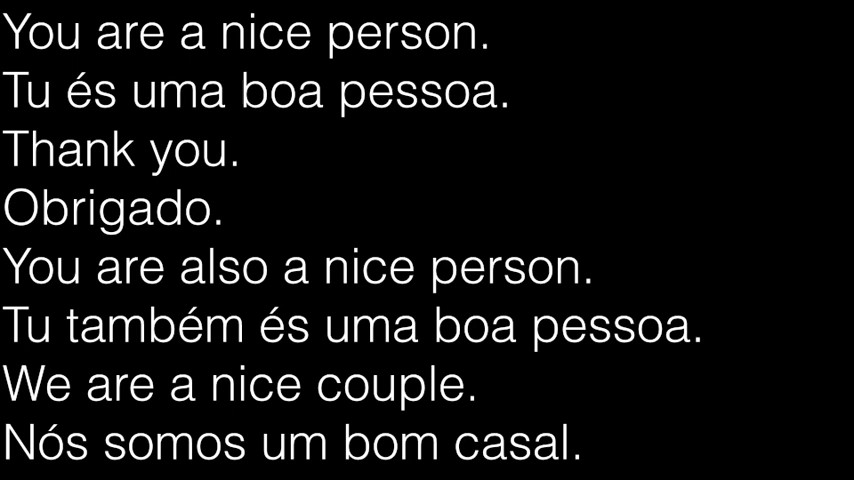 You are a nice person.
Tu és uma boa pessoa.
Thank you.
Obrigado.
You are also a nice person.
Tu também és uma boa pessoa.
We are a nice couple.
Nós somos um bom casal.